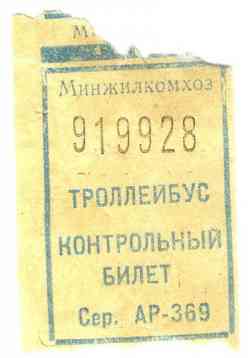 Минжилкомхоз
919928
ТРОЛЛЕЙБУС
КОНТРОЛЬНЫЙ
БИЛЕТ
Сер. АР-369